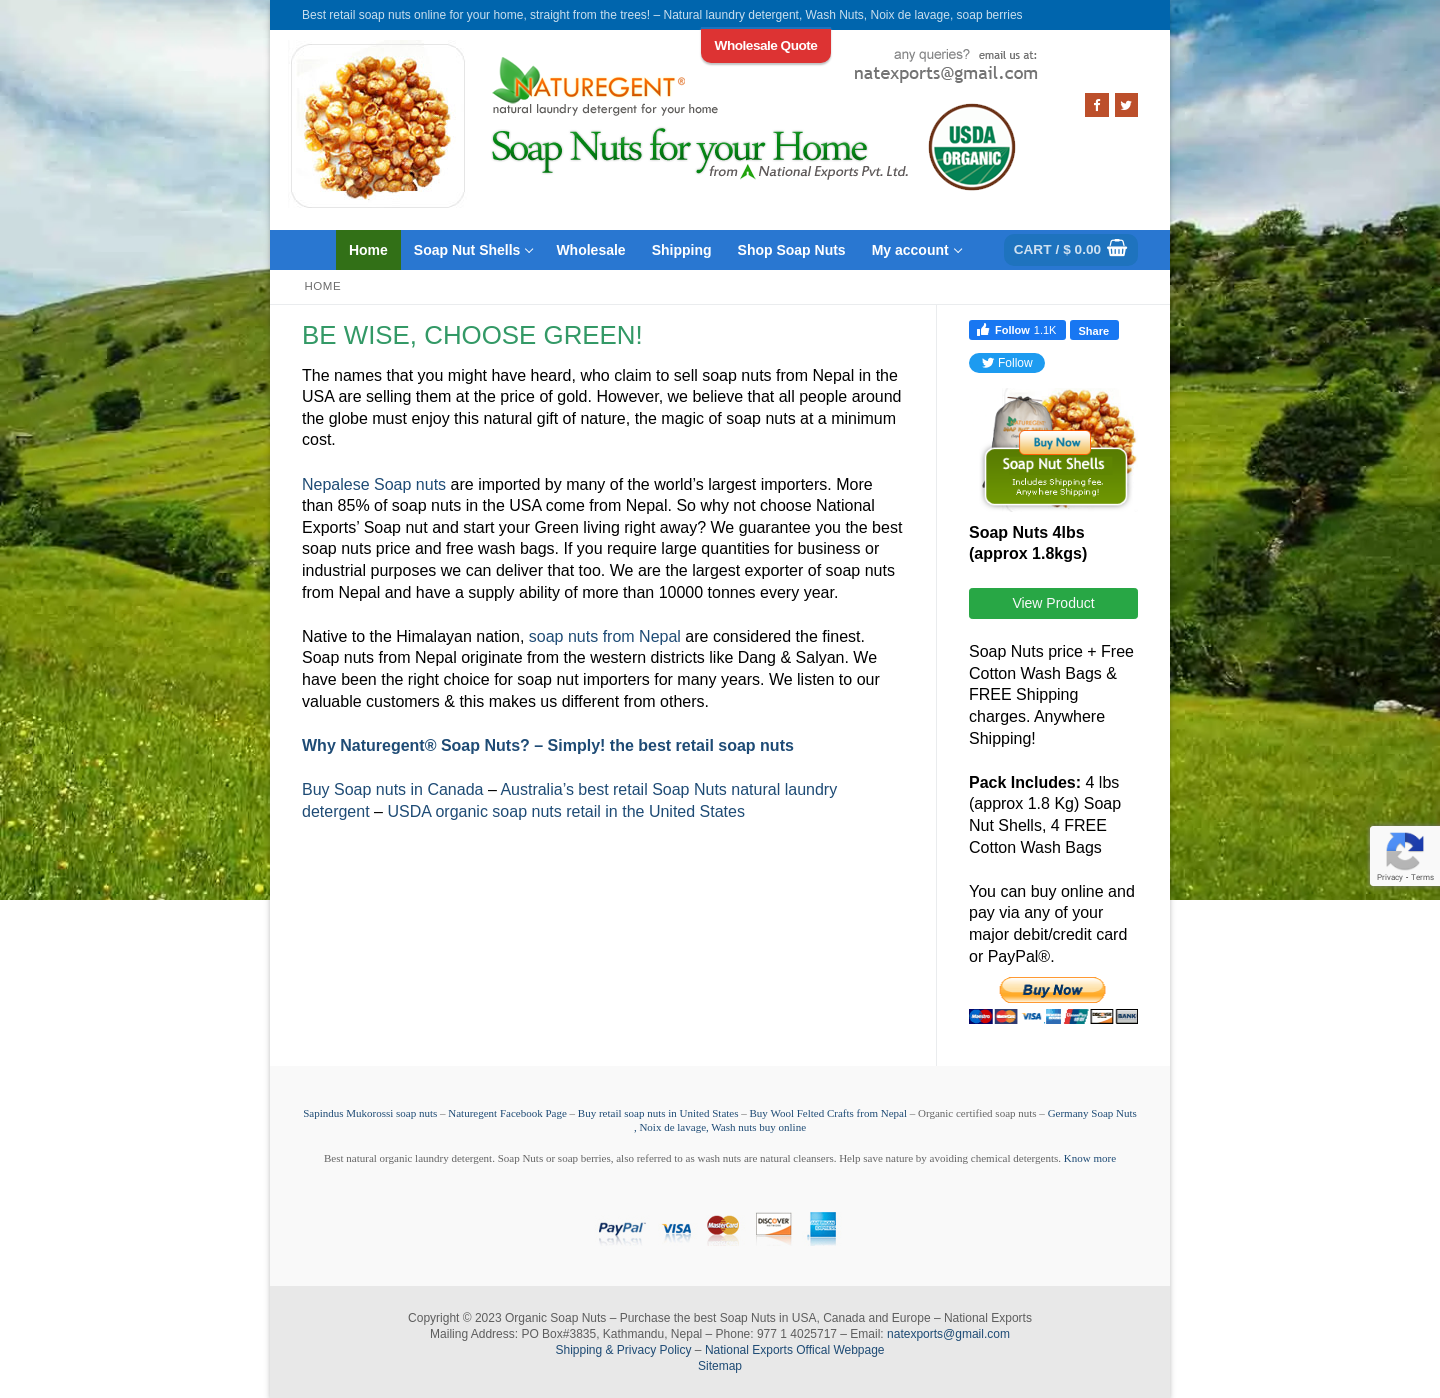 Best retail soap nuts online for your home, straight from the trees! – Natural laundry detergent, Wash Nuts, Noix de lavage, soap berries
Wholesale Quote
any queries? email us at:
natexports@gmail.com
NATUREGENT®
natural laundry detergent for your home
Soap Nuts for your Home
from National Exports Pvt. Ltd.
USDA
ORGANIC
Home
Soap Nut Shells
Wholesale
Shipping
Shop Soap Nuts
My account
CART / $ 0.00
HOME
BE WISE, CHOOSE GREEN!
The names that you might have heard, who claim to sell soap nuts from Nepal in the
USA are selling them at the price of gold. However, we believe that all people around
the globe must enjoy this natural gift of nature, the magic of soap nuts at a minimum
cost.
Nepalese Soap nuts are imported by many of the world’s largest importers. More
than 85% of soap nuts in the USA come from Nepal. So why not choose National
Exports’ Soap nut and start your Green living right away? We guarantee you the best
soap nuts price and free wash bags. If you require large quantities for business or
industrial purposes we can deliver that too. We are the largest exporter of soap nuts
from Nepal and have a supply ability of more than 10000 tonnes every year.
Native to the Himalayan nation, soap nuts from Nepal are considered the finest.
Soap nuts from Nepal originate from the western districts like Dang & Salyan. We
have been the right choice for soap nut importers for many years. We listen to our
valuable customers & this makes us different from others.
Why Naturegent® Soap Nuts? – Simply! the best retail soap nuts
Buy Soap nuts in Canada – Australia’s best retail Soap Nuts natural laundry
detergent – USDA organic soap nuts retail in the United States
Follow 1.1K
Share
Follow
NATUREGENT
Buy Now
Soap Nut Shells
Includes Shipping fee.
Anywhere Shipping!
Soap Nuts 4lbs
(approx 1.8kgs)
View Product
Soap Nuts price + Free
Cotton Wash Bags &
FREE Shipping
charges. Anywhere
Shipping!
Pack Includes: 4 lbs
(approx 1.8 Kg) Soap
Nut Shells, 4 FREE
Cotton Wash Bags
You can buy online and
pay via any of your
major debit/credit card
or PayPal®.
Buy Now
Maestro MasterCard VISA UnionPay DISCOVER BANK
Privacy - Terms
Sapindus Mukorossi soap nuts – Naturegent Facebook Page – Buy retail soap nuts in United States – Buy Wool Felted Crafts from Nepal – Organic certified soap nuts – Germany Soap Nuts
, Noix de lavage, Wash nuts buy online
Best natural organic laundry detergent. Soap Nuts or soap berries, also referred to as wash nuts are natural cleansers. Help save nature by avoiding chemical detergents. Know more
PayPal VISA MasterCard DISCOVER AMERICAN EXPRESS
Copyright © 2023 Organic Soap Nuts – Purchase the best Soap Nuts in USA, Canada and Europe – National Exports
Mailing Address: PO Box#3835, Kathmandu, Nepal – Phone: 977 1 4025717 – Email: natexports@gmail.com
Shipping & Privacy Policy – National Exports Offical Webpage
Sitemap